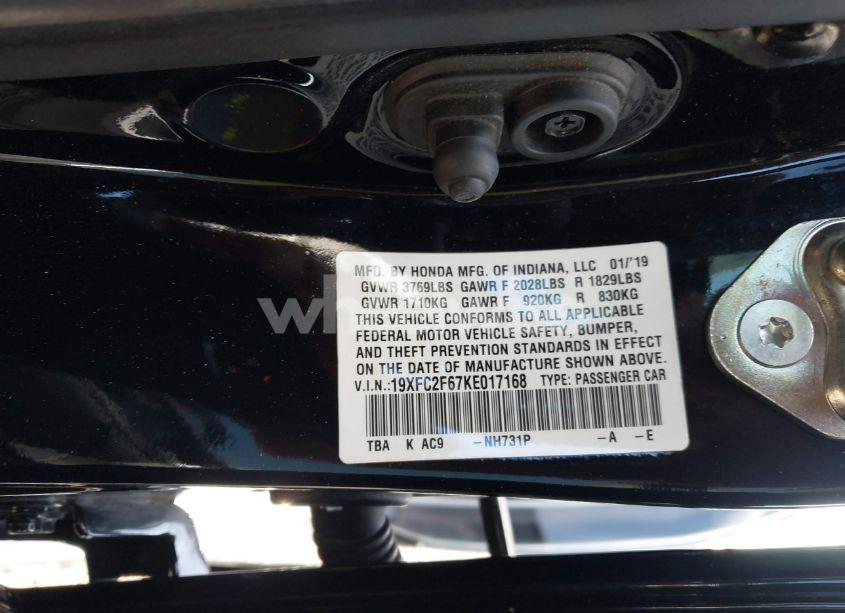 MFD. BY HONDA MFG. OF INDIANA, LLC 01/'19
GVWR 3769LBS GAWR F 2028LBS R 1829LBS
GVWR 1710KG GAWR F 920KG R 830KG
THIS VEHICLE CONFORMS TO ALL APPLICABLE
FEDERAL MOTOR VEHICLE SAFETY, BUMPER,
AND THEFT PREVENTION STANDARDS IN EFFECT
ON THE DATE OF MANUFACTURE SHOWN ABOVE.
V.I.N.:19XFC2F67KE017168 TYPE: PASSENGER CAR
TBA K AC9 -NH731P -A -E